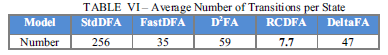 TABLE VI – Average Number of Transitions per State
Model StdDFA FastDFA D²FA RCDFA DeltaFA
Number 256 35 59 7.7 47